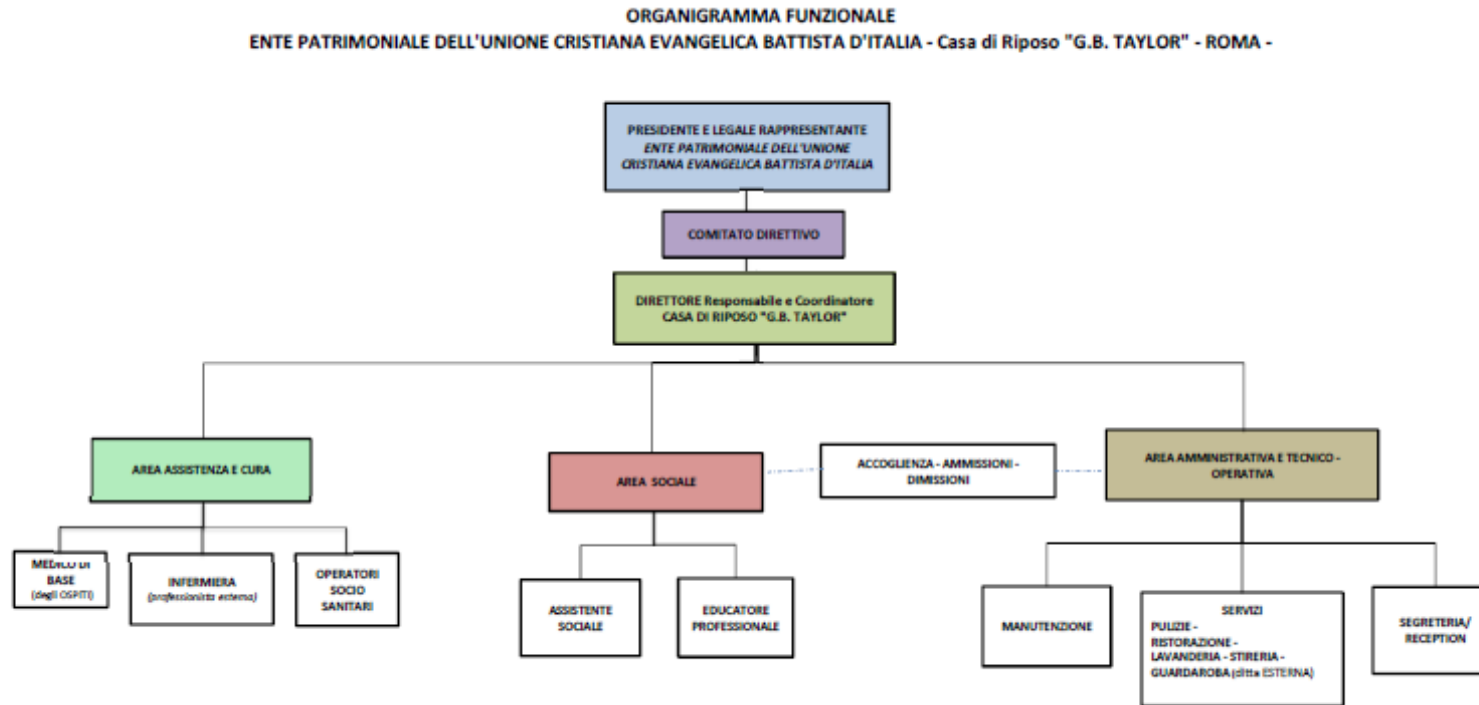 ORGANIGRAMMA FUNZIONALE
ENTE PATRIMONIALE DELL'UNIONE CRISTIANA EVANGELICA BATTISTA D'ITALIA - Casa di Riposo "G.B. TAYLOR" - ROMA -
PRESIDENTE E LEGALE RAPPRESENTANTE
ENTE PATRIMONIALE DELL'UNIONE
CRISTIANA EVANGELICA BATTISTA D'ITALIA
COMITATO DIRETTIVO
DIRETTORE Responsabile e Coordinatore
CASA DI RIPOSO "G.B. TAYLOR"
AREA ASSISTENZA E CURA
AREA SOCIALE
ACCOGLIENZA - AMMISSIONI -
DIMISSIONI
AREA AMMINISTRATIVA E TECNICO -
OPERATIVA
MEDICO DI
BASE
(degli OSPITI)
INFERMIERA
(professionista esterna)
OPERATORI
SOCIO
SANITARI
ASSISTENTE
SOCIALE
EDUCATORE
PROFESSIONALE
MANUTENZIONE
SERVIZI
PULIZIE -
RISTORAZIONE -
LAVANDERIA - STIRERIA -
GUARDAROBA (ditta ESTERNA)
SEGRETERIA/
RECEPTION